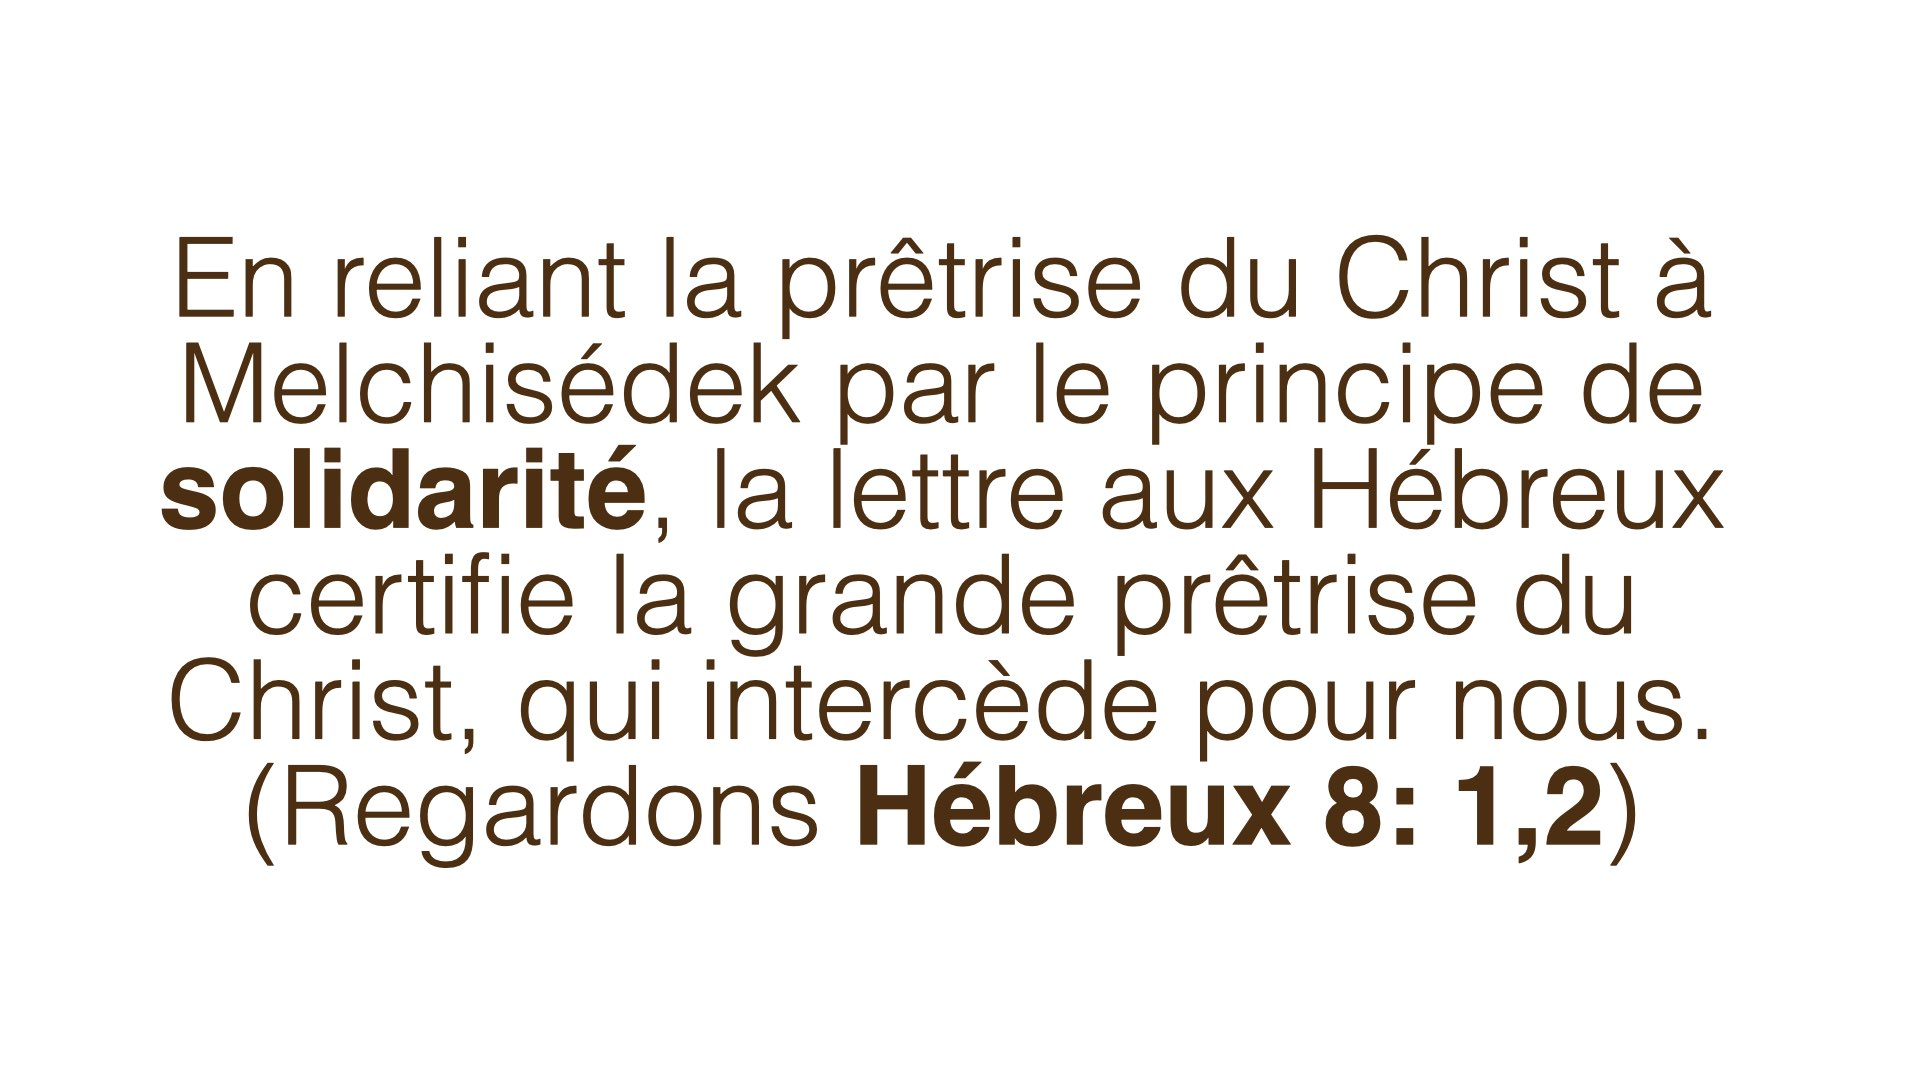 En reliant la prêtrise du Christ à
Melchisédek par le principe de
solidarité, la lettre aux Hébreux
certifie la grande prêtrise du
Christ, qui intercède pour nous.
(Regardons Hébreux 8: 1,2)